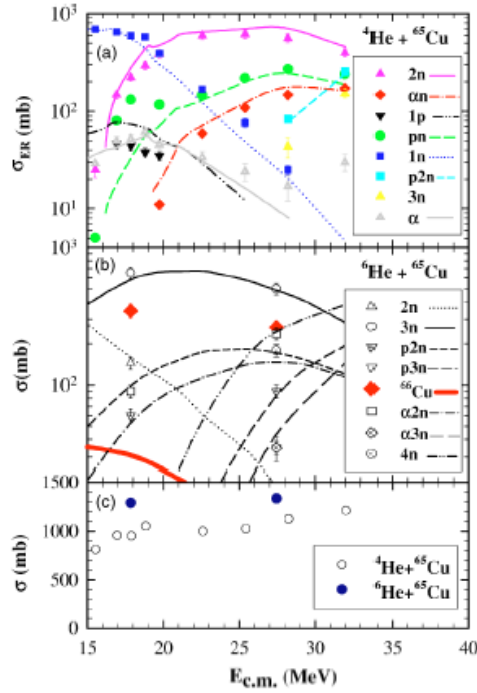 10³
(a)
⁴He + ⁶⁵Cu
2n
αn
1p
pn
1n
p2n
3n
α
10²
10¹
σER (mb)
10³
(b)
⁶He + ⁶⁵Cu
2n
3n
p2n
p3n
⁶⁶Cu
α2n
α3n
4n
10²
σ(mb)
1500
(c)
1000
500
0
σ (mb)
⁴He+⁶⁵Cu
⁶He+⁶⁵Cu
15 20 25 30 35 40
Ec.m. (MeV)